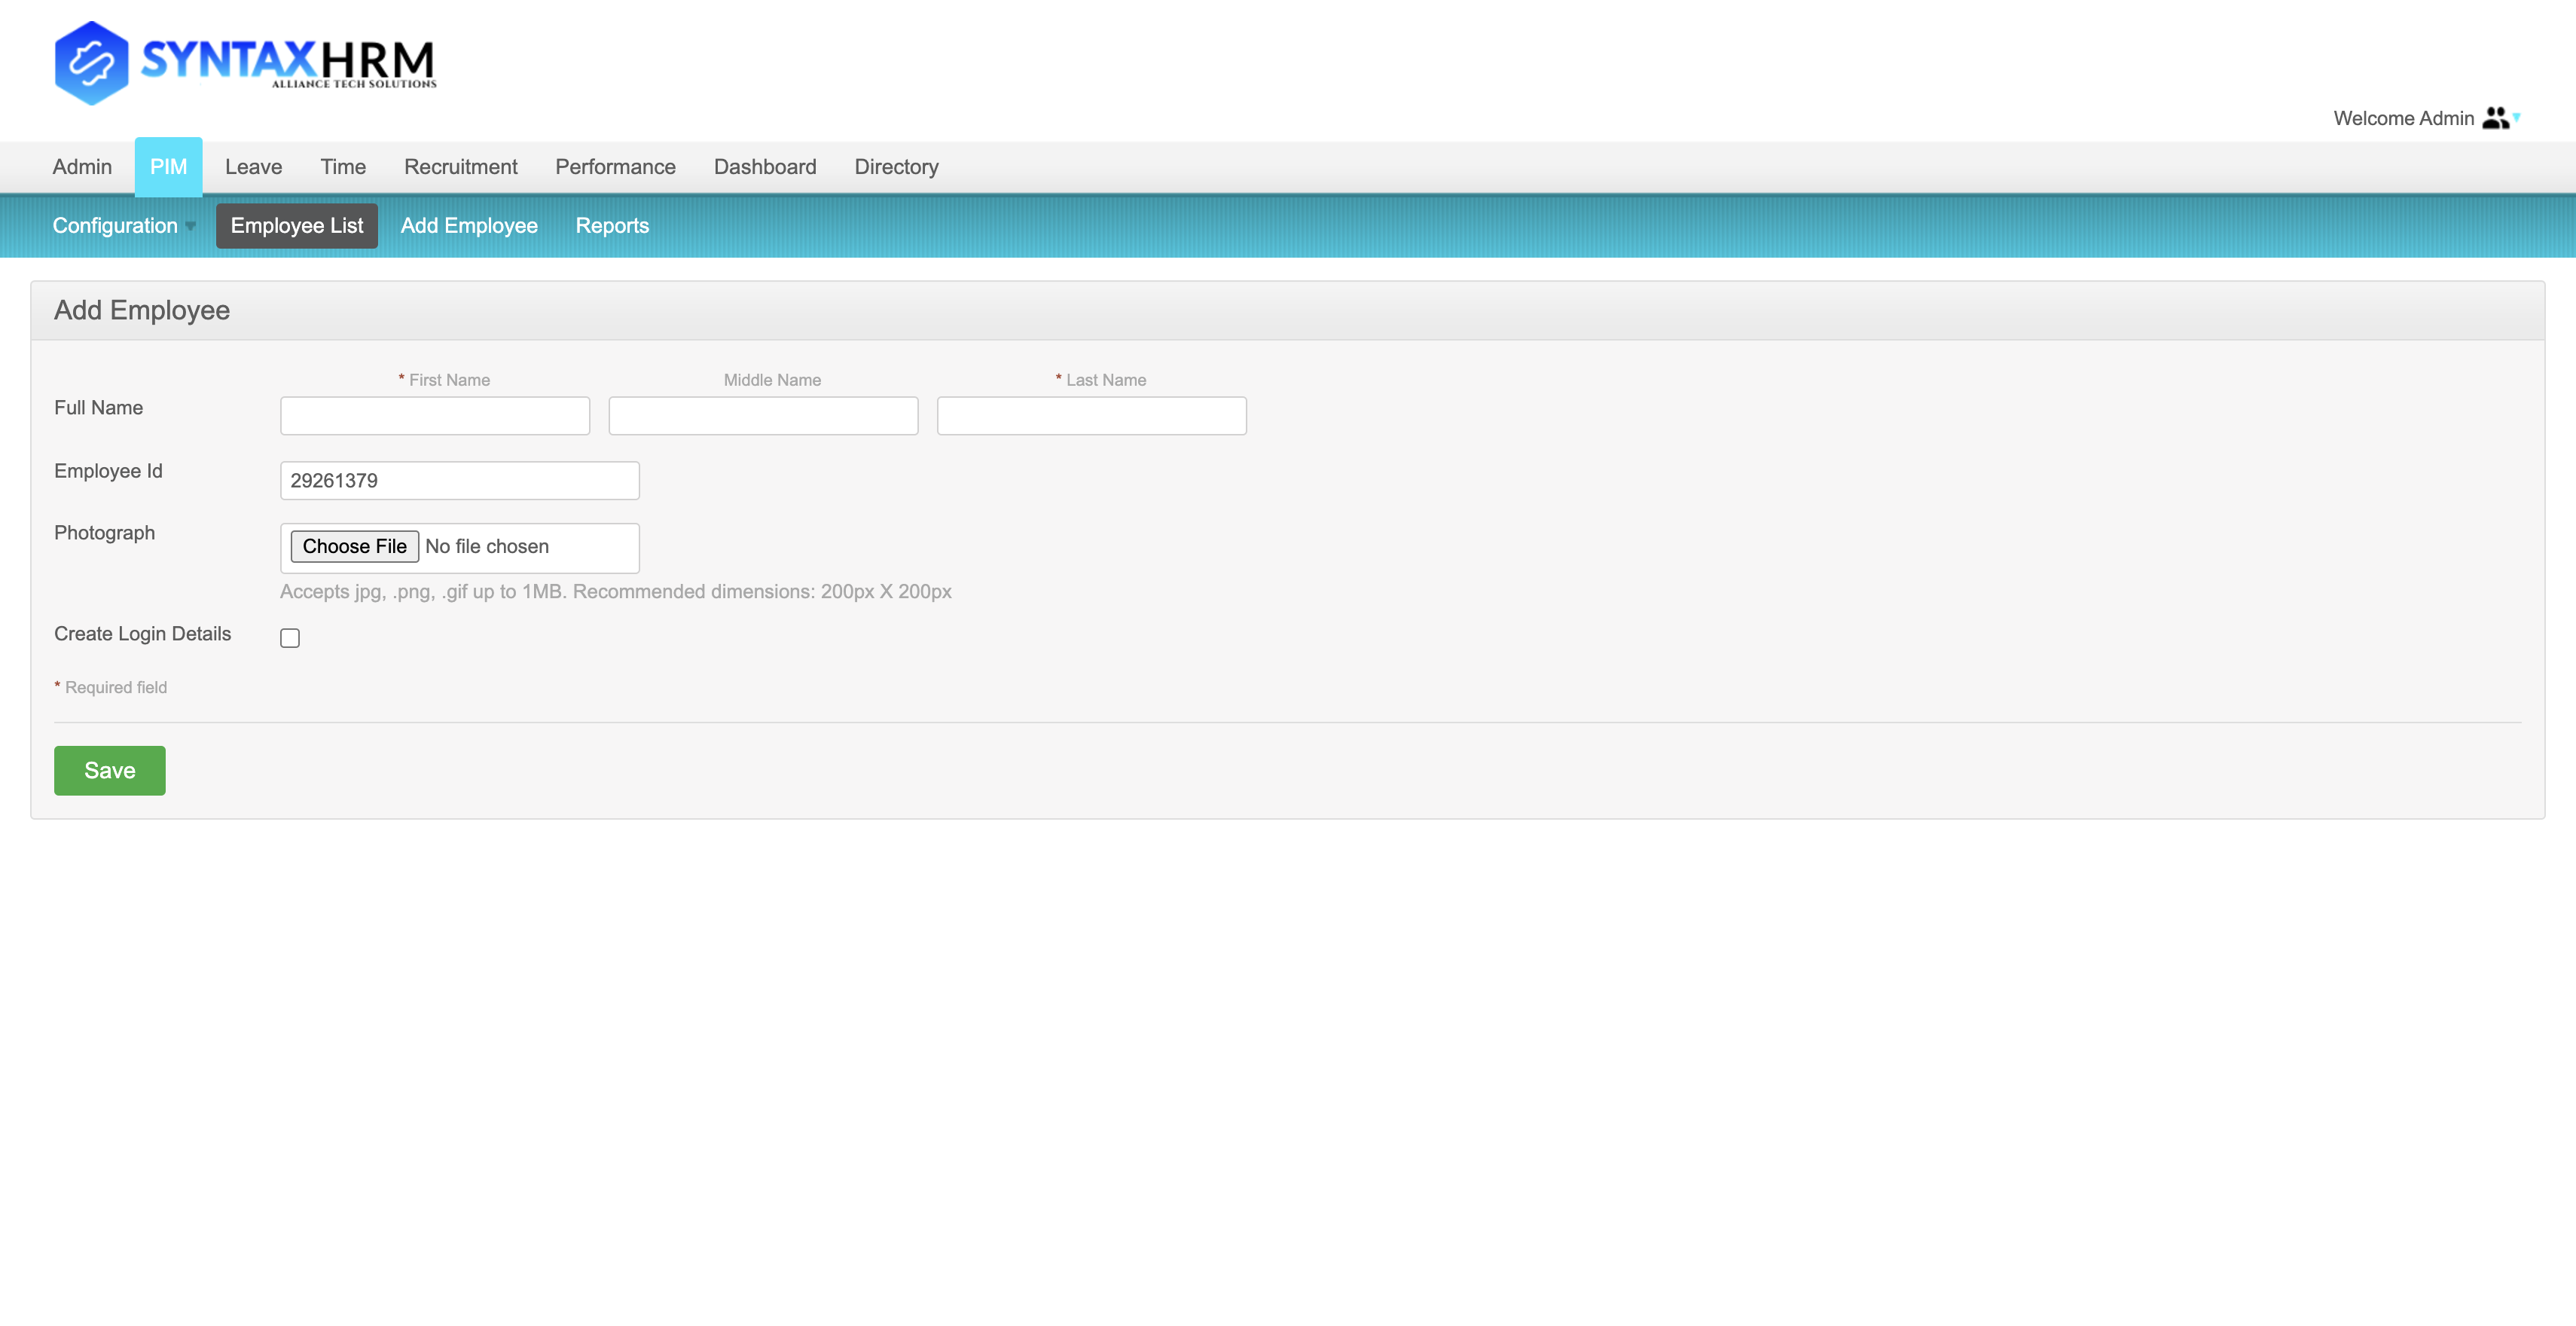 SYNTAXHRM
ALLIANCE TECH SOLUTIONS
Welcome Admin
Admin PIM Leave Time Recruitment Performance Dashboard Directory
Configuration Employee List Add Employee Reports
Add Employee
* First Name Middle Name * Last Name
Full Name
Employee Id 29261379
Photograph Choose File No file chosen
Accepts jpg, .png, .gif up to 1MB. Recommended dimensions: 200px X 200px
Create Login Details
* Required field
Save